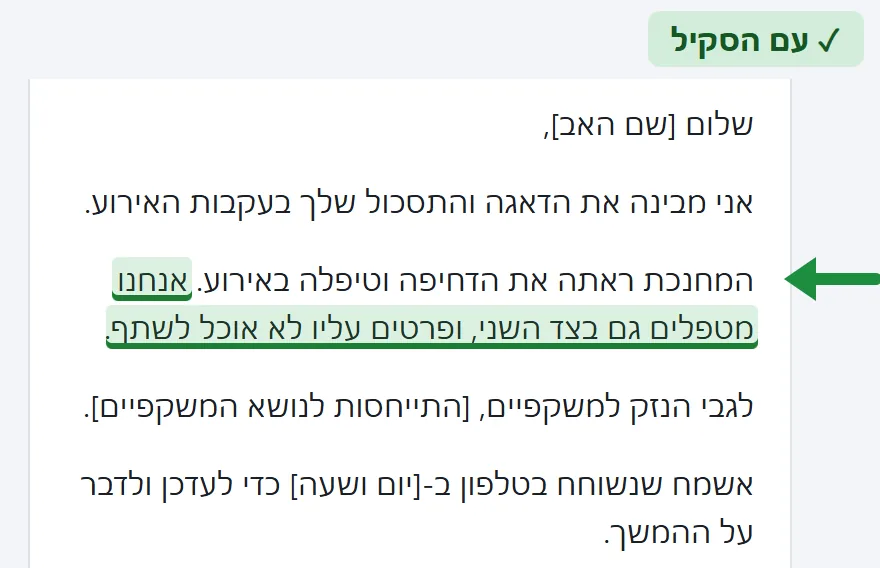 ✓ עם הסקיל
שלום [שם האב],
אני מבינה את הדאגה והתסכול שלך בעקבות האירוע.
המחנכת ראתה את הדחיפה וטיפלה באירוע. אנחנו
מטפלים גם בצד השני, ופרטים עליו לא אוכל לשתף.
לגבי הנזק למשקפיים, [התייחסות לנושא המשקפיים].
אשמח שנשוחח בטלפון ב-[יום ושעה] כדי לעדכן ולדבר
על ההמשך.